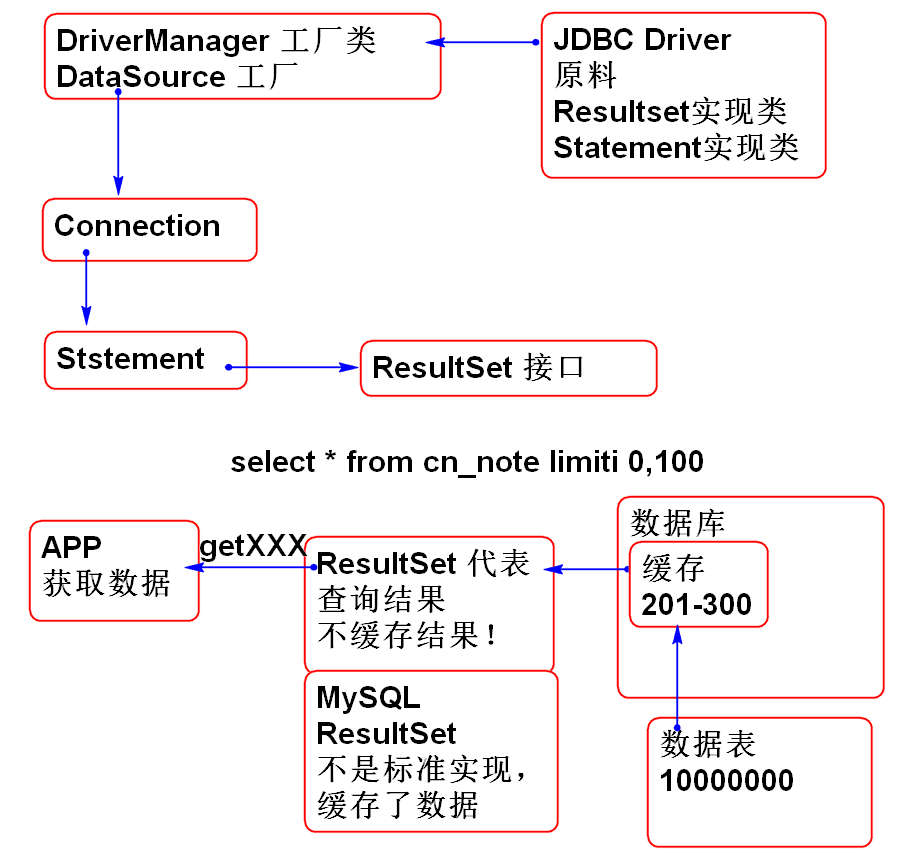 DriverManager 工厂类
DataSource 工厂
JDBC Driver
原料
Resultset实现类
Statement实现类
Connection
Ststement
ResultSet 接口
select * from cn_note limiti 0,100
APP
获取数据
getXXX
ResultSet 代表
查询结果
不缓存结果！
MySQL
ResultSet
不是标准实现，
缓存了数据
数据库
缓存
201-300
数据表
10000000